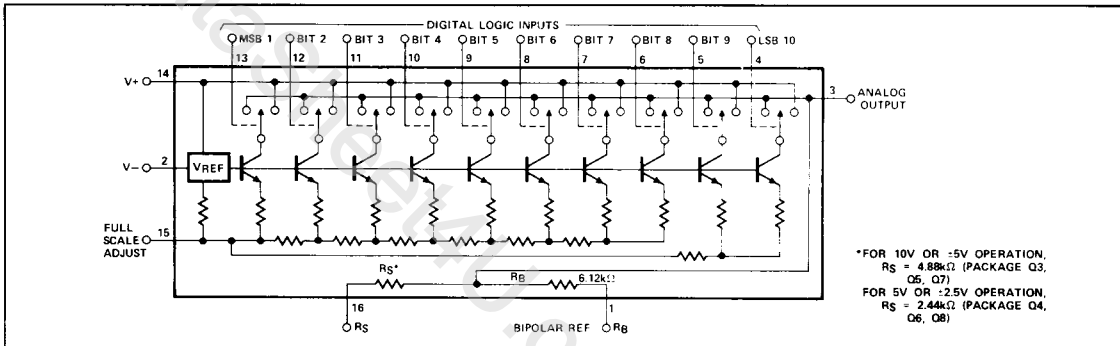 DIGITAL LOGIC INPUTS
MSB 1 BIT 2 BIT 3 BIT 4 BIT 5 BIT 6 BIT 7 BIT 8 BIT 9 LSB 10
13 12 11 10 9 8 7 6 5 4
V+ 14
3 ANALOG
OUTPUT
V− 2
VREF
FULL
SCALE
ADJUST
15
RS*
RB
6.12kΩ
16
1
RS
BIPOLAR REF
RB
*FOR 10V OR ±5V OPERATION,
RS = 4.88kΩ (PACKAGE Q3,
Q5, Q7)
FOR 5V OR ±2.5V OPERATION,
RS = 2.44kΩ (PACKAGE Q4,
Q6, Q8)